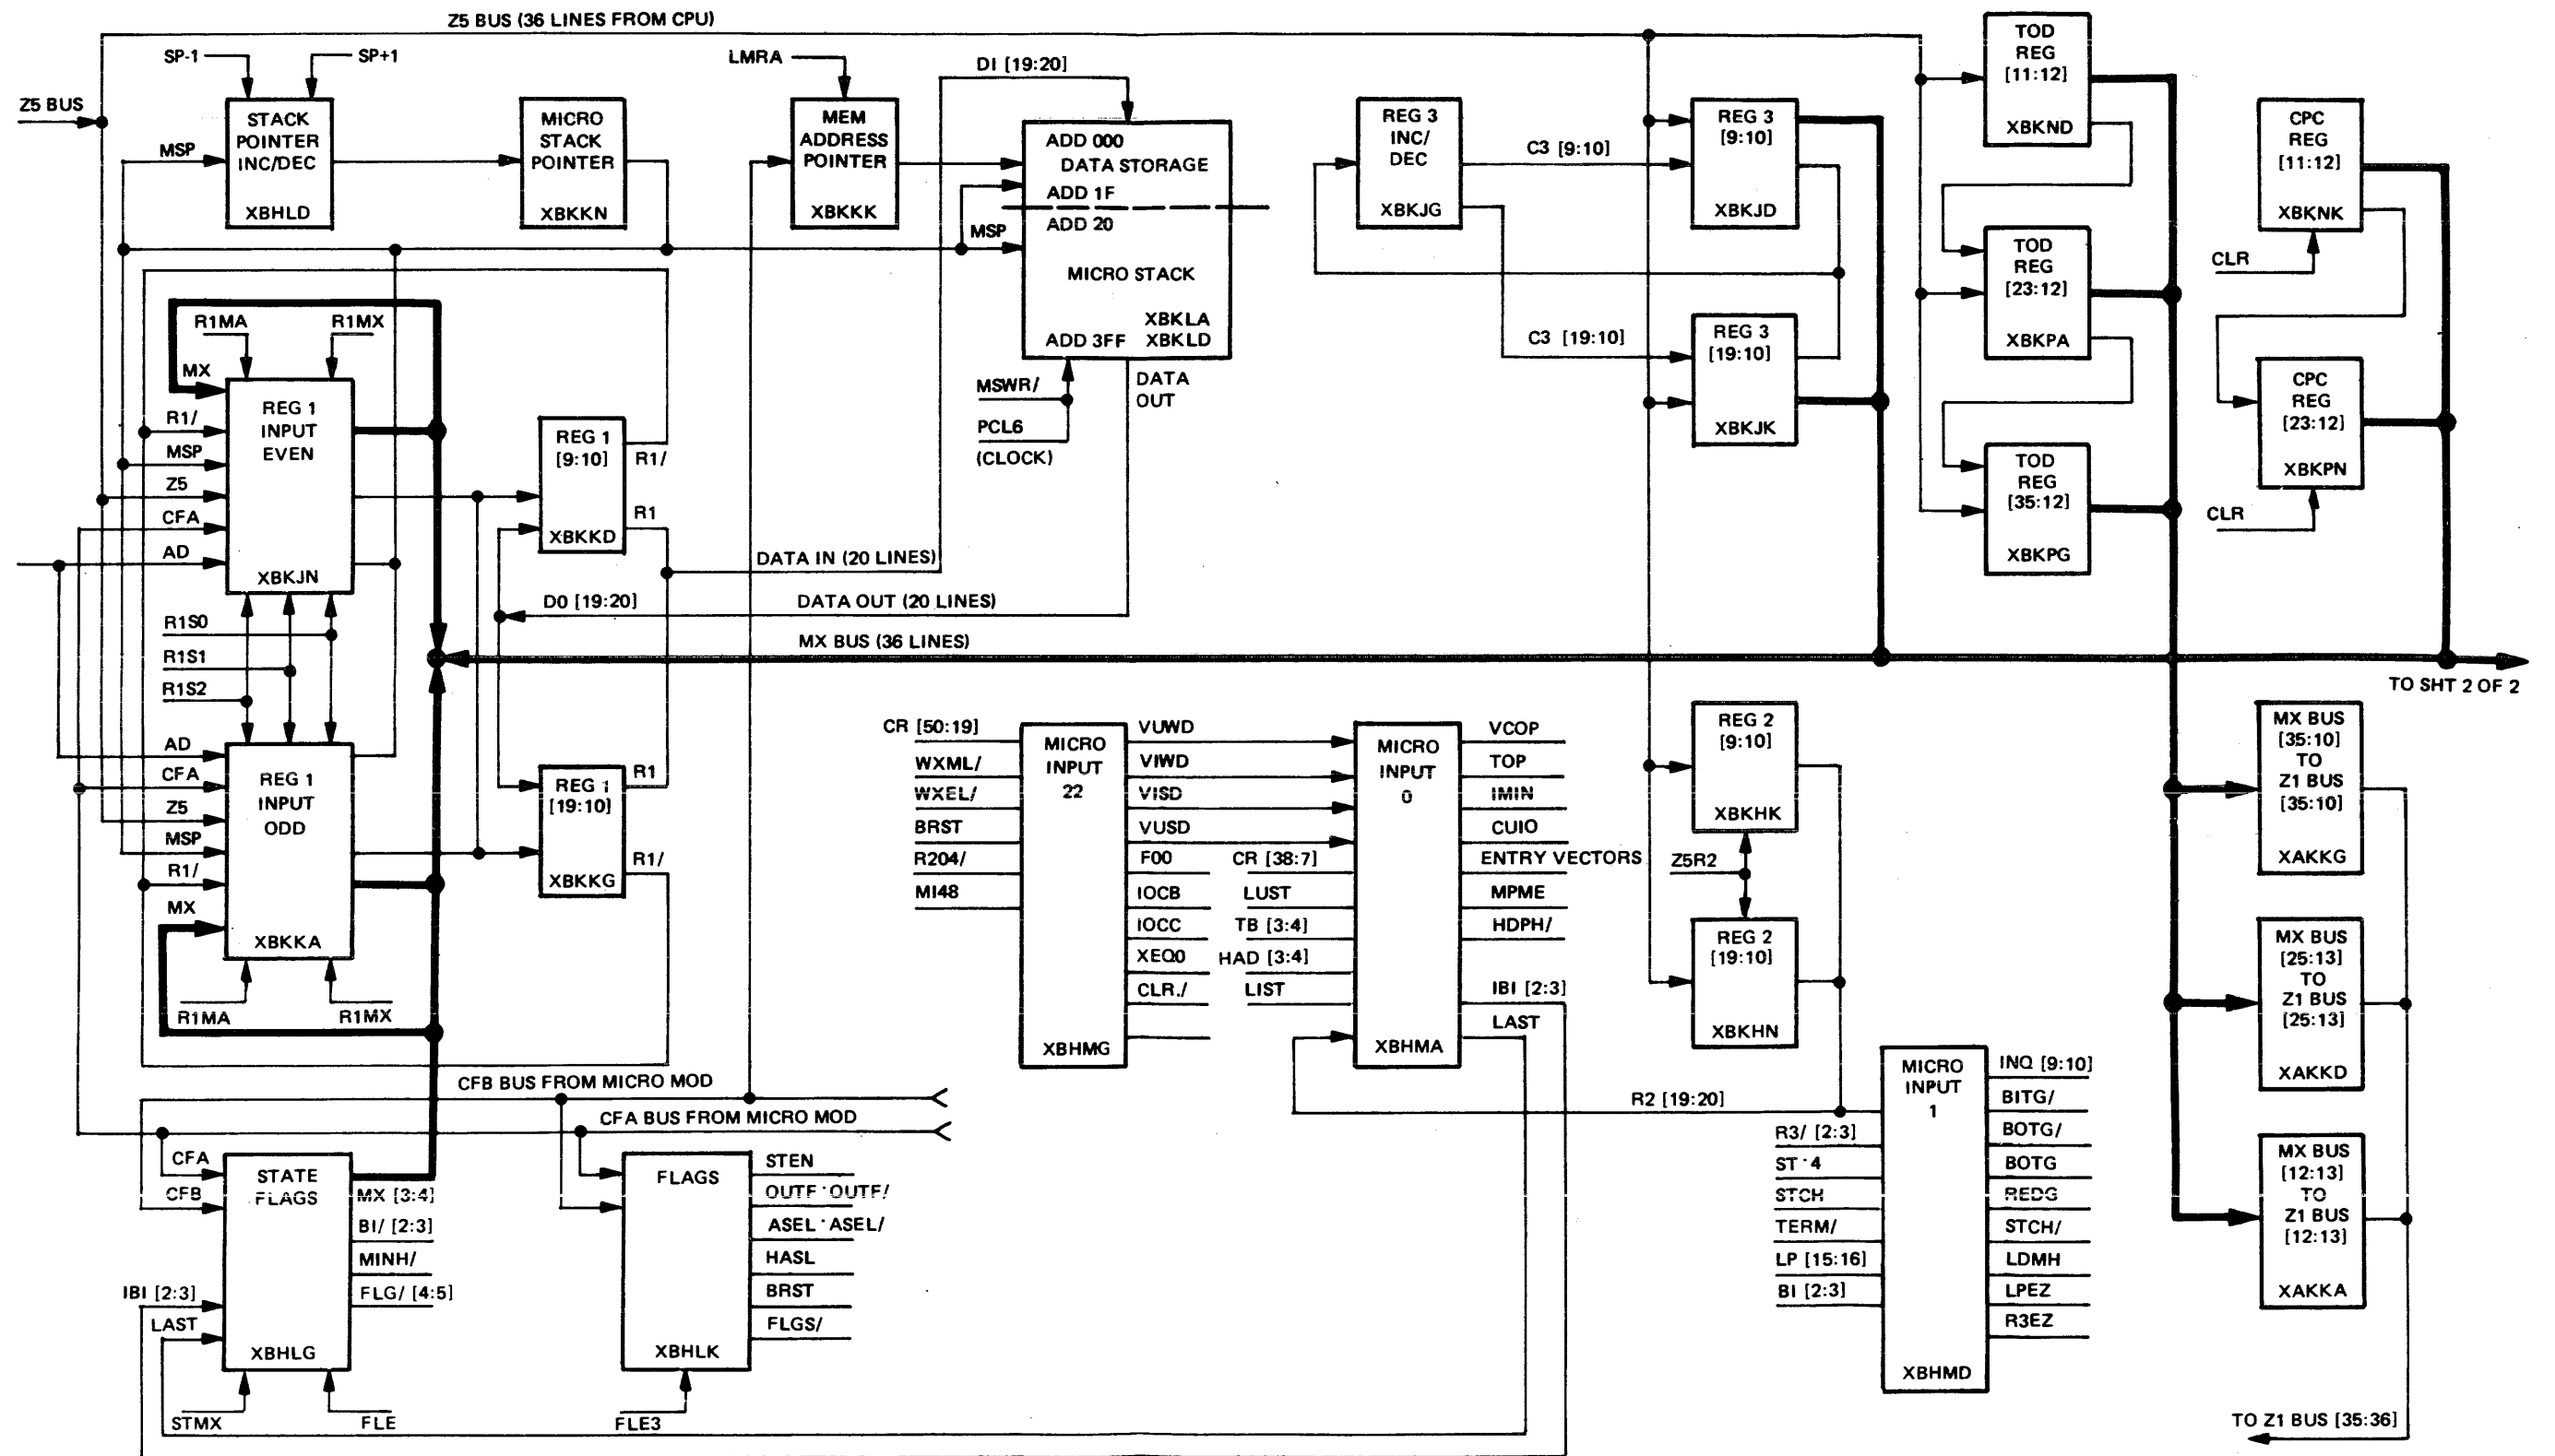 Z5 BUS (36 LINES FROM CPU)
SP-1
SP+1
Z5 BUS
MSP
STACK
POINTER
INC/DEC
XBHLD
MICRO
STACK
POINTER
XBKKN
LMRA
MEM
ADDRESS
POINTER
XBKKK
DI [19:20]
ADD 000
DATA STORAGE
ADD 1F
ADD 20
MSP
MICRO STACK
XBKLA
ADD 3FF XBKLD
MSWR/
PCL6
(CLOCK)
DATA
OUT
REG 3
INC/
DEC
XBKJG
C3 [9:10]
C3 [19:10]
REG 3
[9:10]
XBKJD
REG 3
[19:10]
XBKJK
TOD
REG
[11:12]
XBKND
TOD
REG
[23:12]
XBKPA
TOD
REG
[35:12]
XBKPG
CPC
REG
[11:12]
XBKNK
CLR
CPC
REG
[23:12]
XBKPN
CLR
R1MA
R1MX
MX
R1/
MSP
Z5
CFA
AD
REG 1
INPUT
EVEN
XBKJN
REG 1
[9:10]
XBKKD
R1/
R1
DATA IN (20 LINES)
D0 [19:20]
DATA OUT (20 LINES)
MX BUS (36 LINES)
TO SHT 2 OF 2
R1S0
R1S1
R1S2
AD
CFA
Z5
MSP
R1/
MX
REG 1
INPUT
ODD
XBKKA
R1MA
R1MX
REG 1
[19:10]
XBKKG
R1
R1/
CR [50:19]
WXML/
WXEL/
BRST
R204/
MI48
MICRO
INPUT
22
XBHMG
VUWD
VIWD
VISD
VUSD
F00
IOCB
IOCC
XEQ0
CLR./
CR [38:7]
LUST
TB [3:4]
HAD [3:4]
LIST
MICRO
INPUT
0
XBHMA
VCOP
TOP
IMIN
CUIO
ENTRY VECTORS
MPME
HDPH/
IBI [2:3]
LAST
REG 2
[9:10]
XBKHK
Z5R2
REG 2
[19:10]
XBKHN
R2 [19:20]
R3/ [2:3]
ST·4
STCH
TERM/
LP [15:16]
BI [2:3]
MICRO
INPUT
1
XBHMD
INQ [9:10]
BITG/
BOTG/
BOTG
REDG
STCH/
LDMH
LPEZ
R3EZ
MX BUS
[35:10]
TO
Z1 BUS
[35:10]
XAKKG
MX BUS
[25:13]
TO
Z1 BUS
[25:13]
XAKKD
MX BUS
[12:13]
TO
Z1 BUS
[12:13]
XAKKA
TO Z1 BUS [35:36]
CFB BUS FROM MICRO MOD
CFA BUS FROM MICRO MOD
CFA
CFB
IBI [2:3]
LAST
STATE
FLAGS
XBHLG
MX [3:4]
BI/ [2:3]
MINH/
FLG/ [4:5]
STMX
FLE
FLAGS
XBHLK
STEN
OUTF·OUTF/
ASEL·ASEL/
HASL
BRST
FLGS/
FLE3